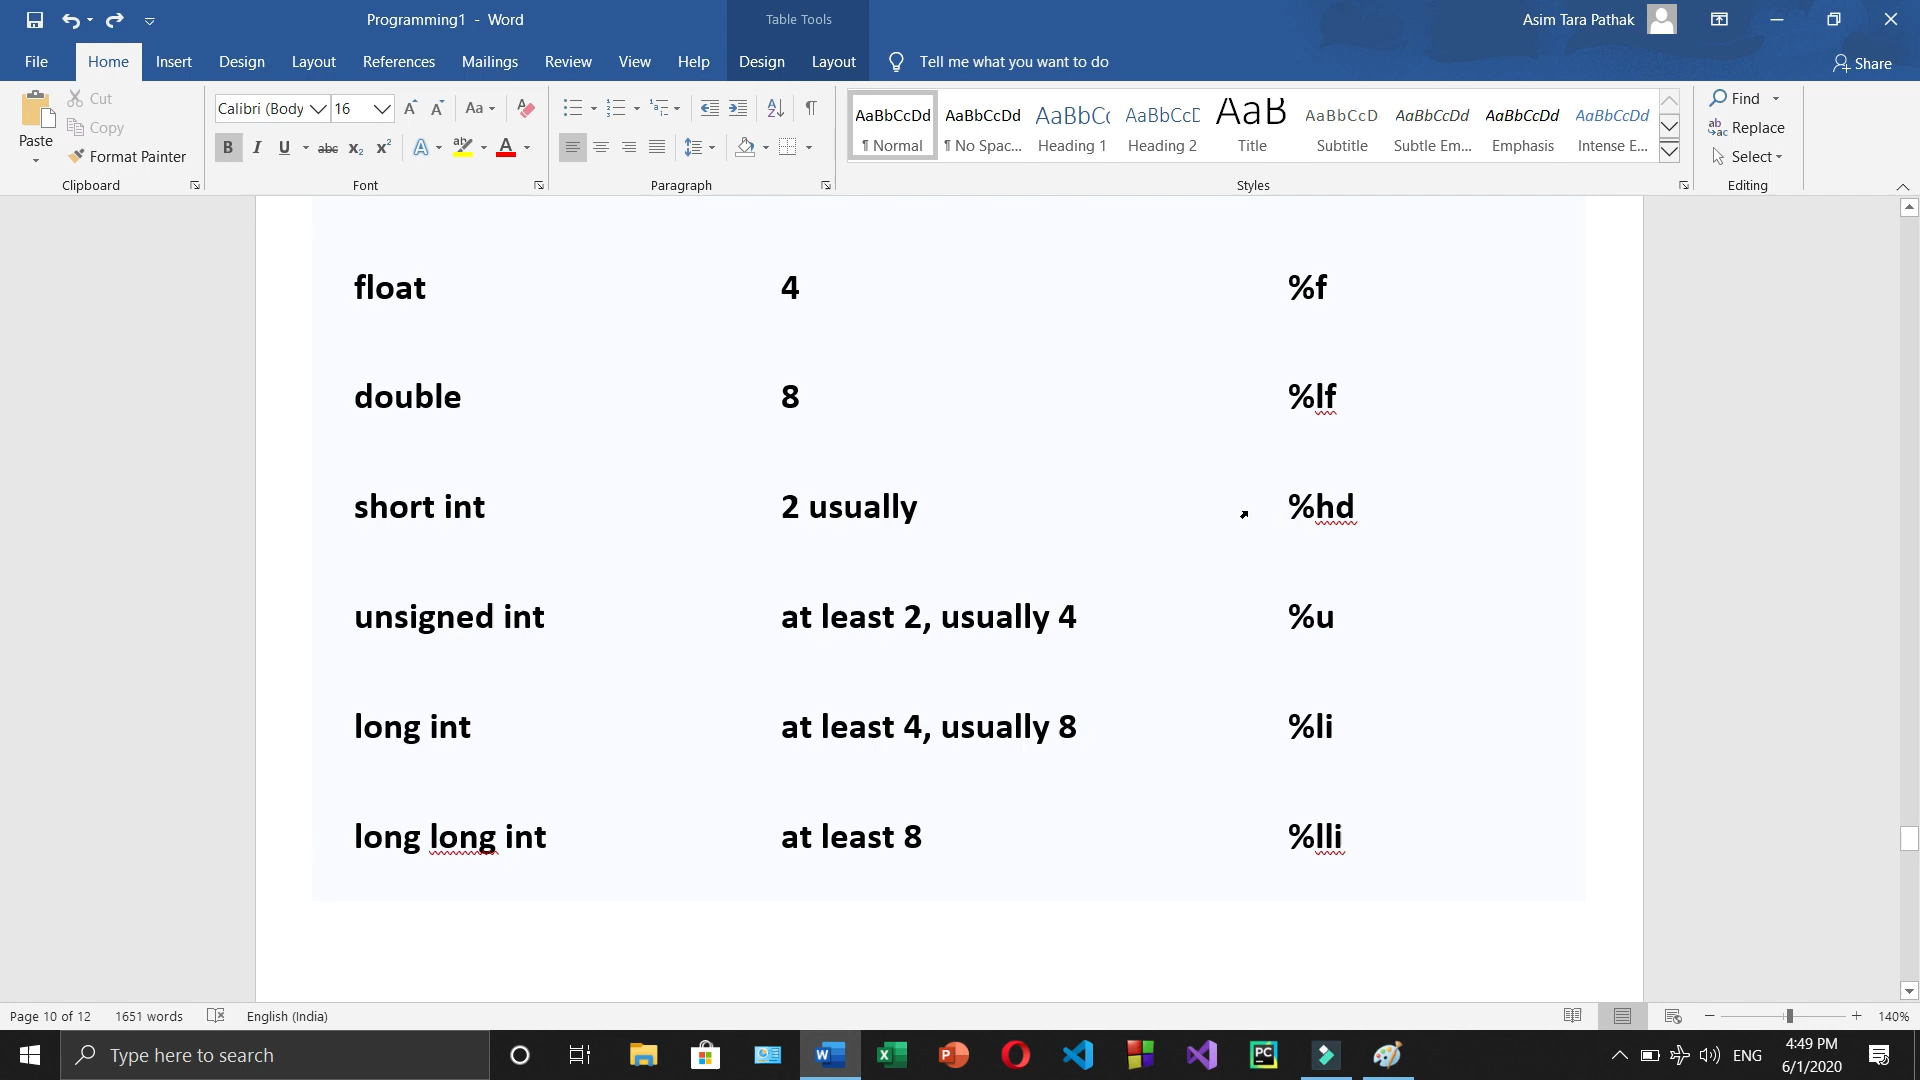 Programming1 - Word
Table Tools
Asim Tara Pathak
File
Home
Insert
Design
Layout
References
Mailings
Review
View
Help
Design
Layout
Tell me what you want to do
Share
Paste
Cut
Copy
Format Painter
Clipboard
Calibri (Body
16
Font
Paragraph
AaBbCcDd
¶ Normal
AaBbCcDd
¶ No Spac...
AaBbCc
Heading 1
AaBbCcD
Heading 2
AaB
Title
AaBbCcD
Subtitle
AaBbCcDd
Subtle Em...
AaBbCcDd
Emphasis
AaBbCcDd
Intense E...
Styles
Find
Replace
Select
Editing
float 4 %f
double 8 %lf
short int 2 usually %hd
unsigned int at least 2, usually 4 %u
long int at least 4, usually 8 %li
long long int at least 8 %lli
Page 10 of 12 1651 words English (India) 140%
Type here to search
ENG
4:49 PM
6/1/2020